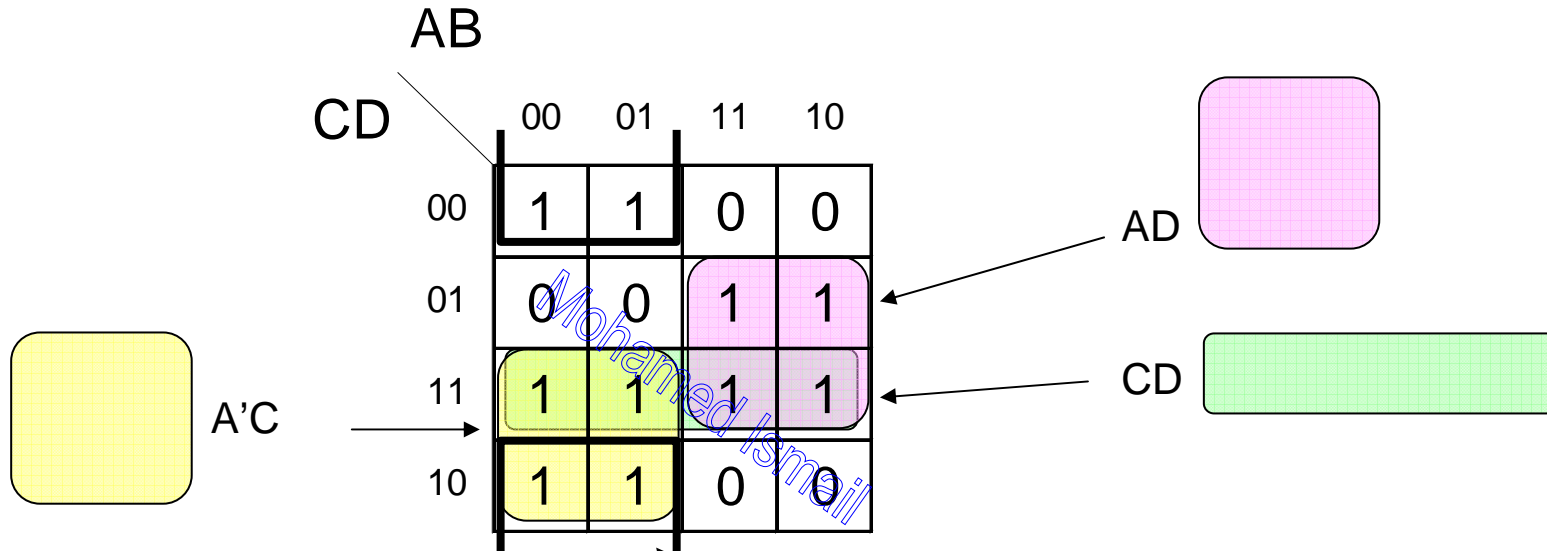 AB
CD
00 01 11 10
00 1 1 0 0
AD
01 0 0 1 1
CD
11 1 1 1 1
A’C
10 1 1 0 0
Mohamed Ismail